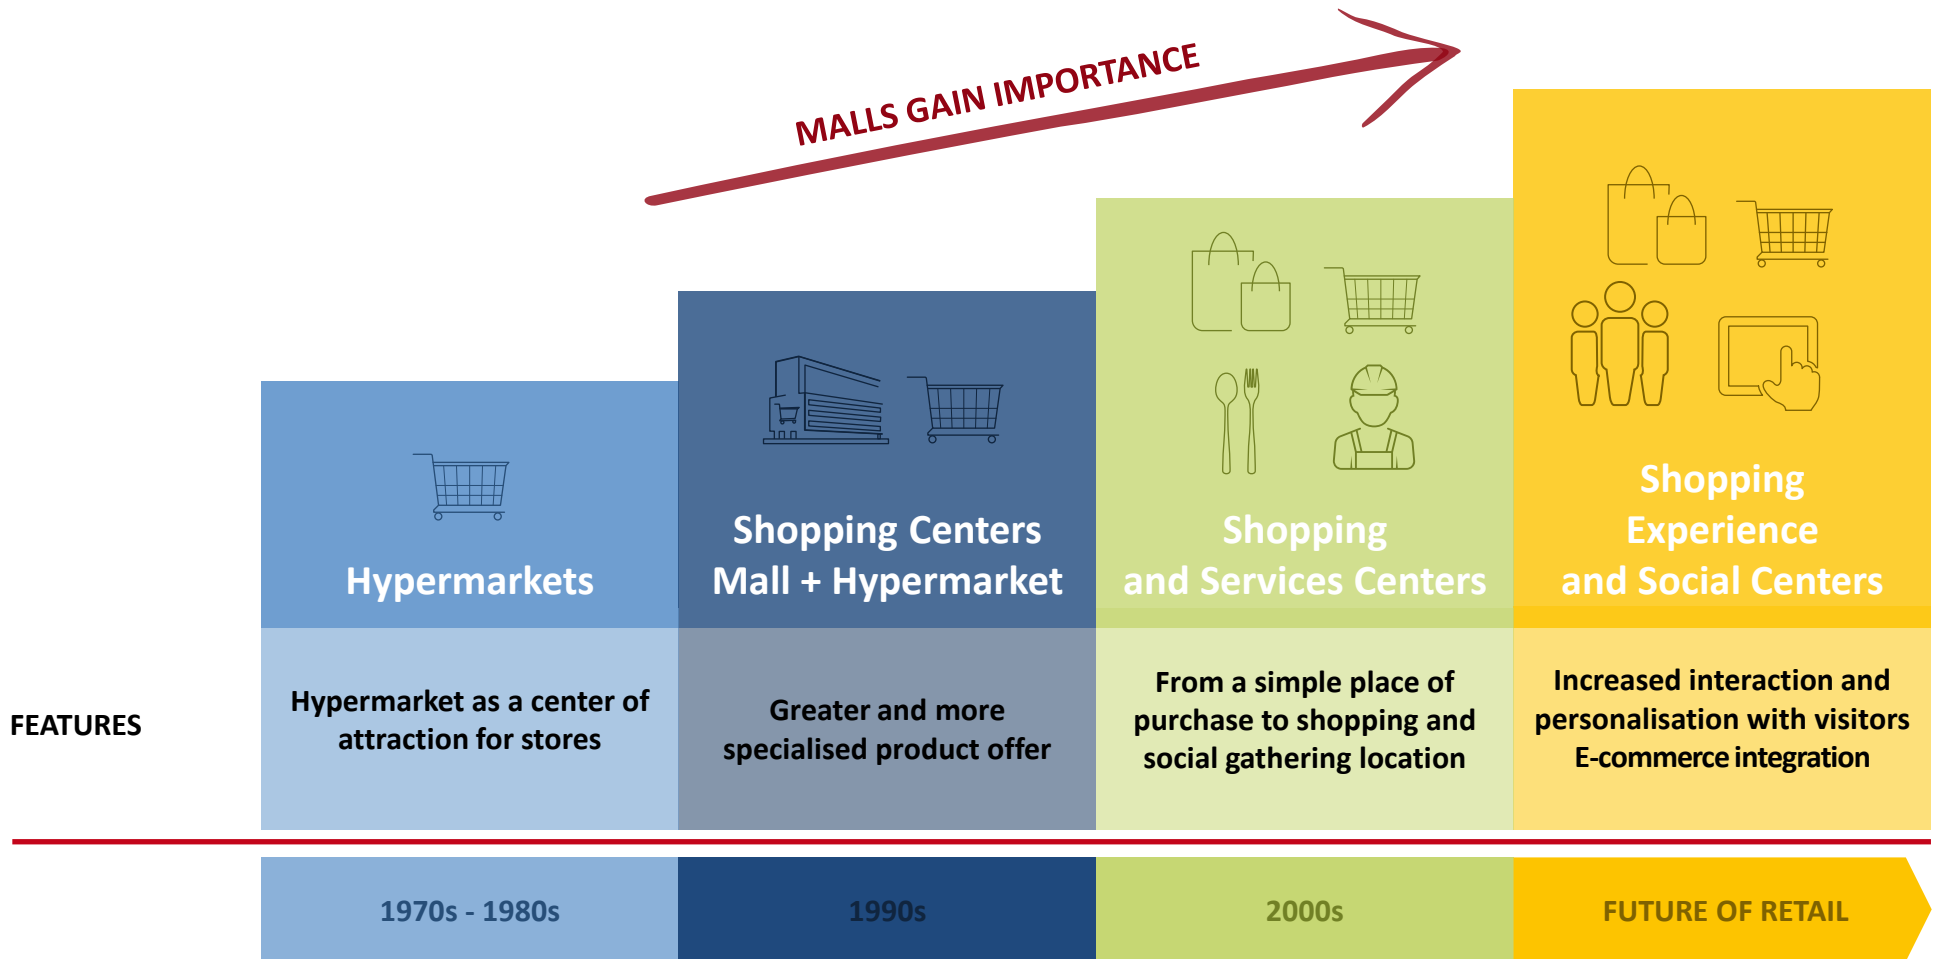 MALLS GAIN IMPORTANCE
Hypermarkets
Shopping Centers
Mall + Hypermarket
Shopping
and Services Centers
Shopping
Experience
and Social Centers
FEATURES
Hypermarket as a center of
attraction for stores
Greater and more
specialised product offer
From a simple place of
purchase to shopping and
social gathering location
Increased interaction and
personalisation with visitors
E-commerce integration
1970s - 1980s
1990s
2000s
FUTURE OF RETAIL